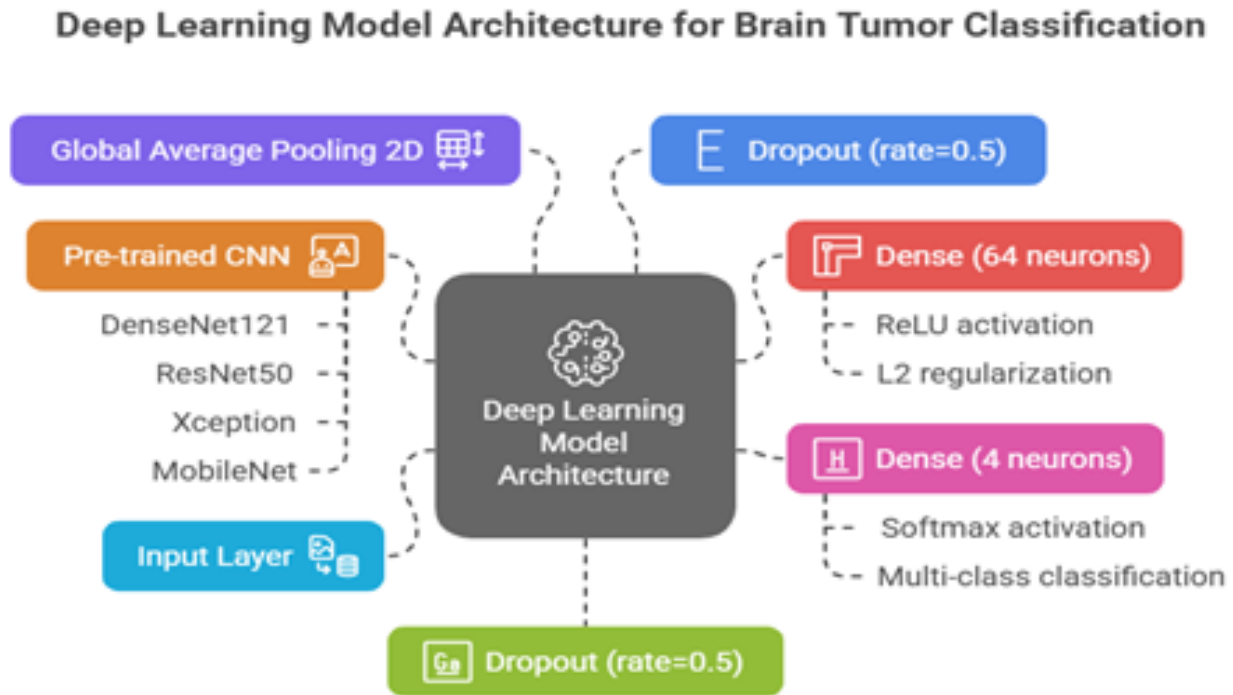 Deep Learning Model Architecture for Brain Tumor Classification
Global Average Pooling 2D
Dropout (rate=0.5)
Pre-trained CNN
A
DenseNet121
ResNet50
Xception
MobileNet
Input Layer
Deep Learning
Model
Architecture
Dense (64 neurons)
ReLU activation
L2 regularization
H
Dense (4 neurons)
Softmax activation
Multi-class classification
Ga
Dropout (rate=0.5)